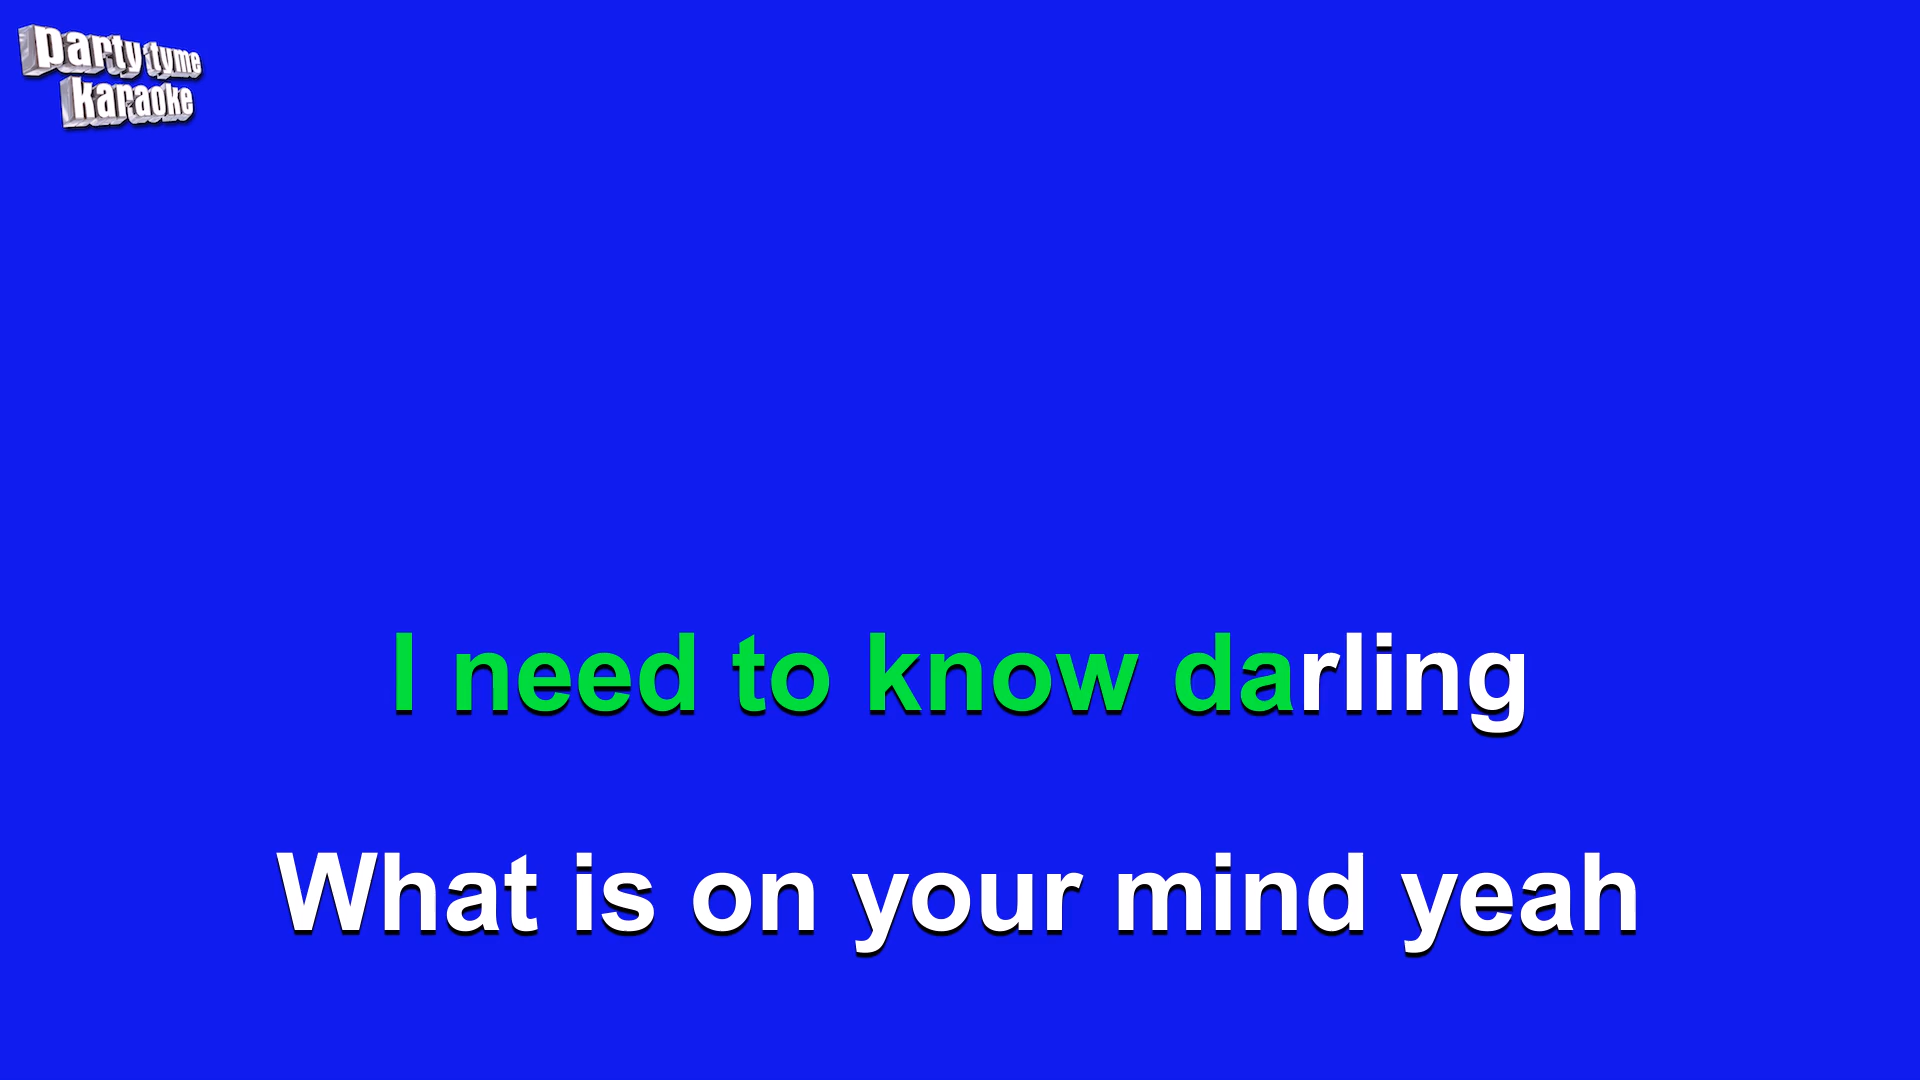 party tyme
karaoke
I need to know darling
What is on your mind yeah